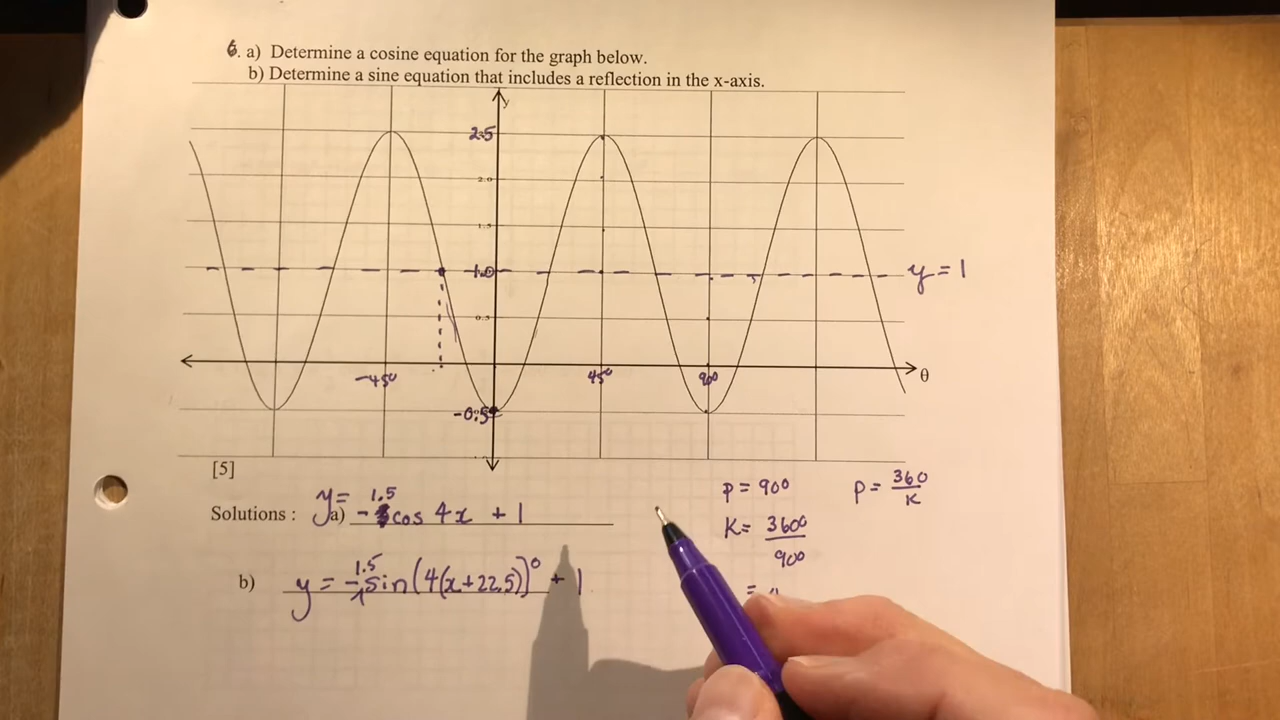 6. a) Determine a cosine equation for the graph below.
b) Determine a sine equation that includes a reflection in the x-axis.
y
2.5
2.0
1.5
1.0
y = 1
0.5
-45°
45°
90°
θ
-0.5
[5]
p = 90°
p = 360/K
Solutions : a) y = -1.5cos 4x + 1
K = 360°/90°
b) y = -1.5sin(4(x+22.5))° + 1
=